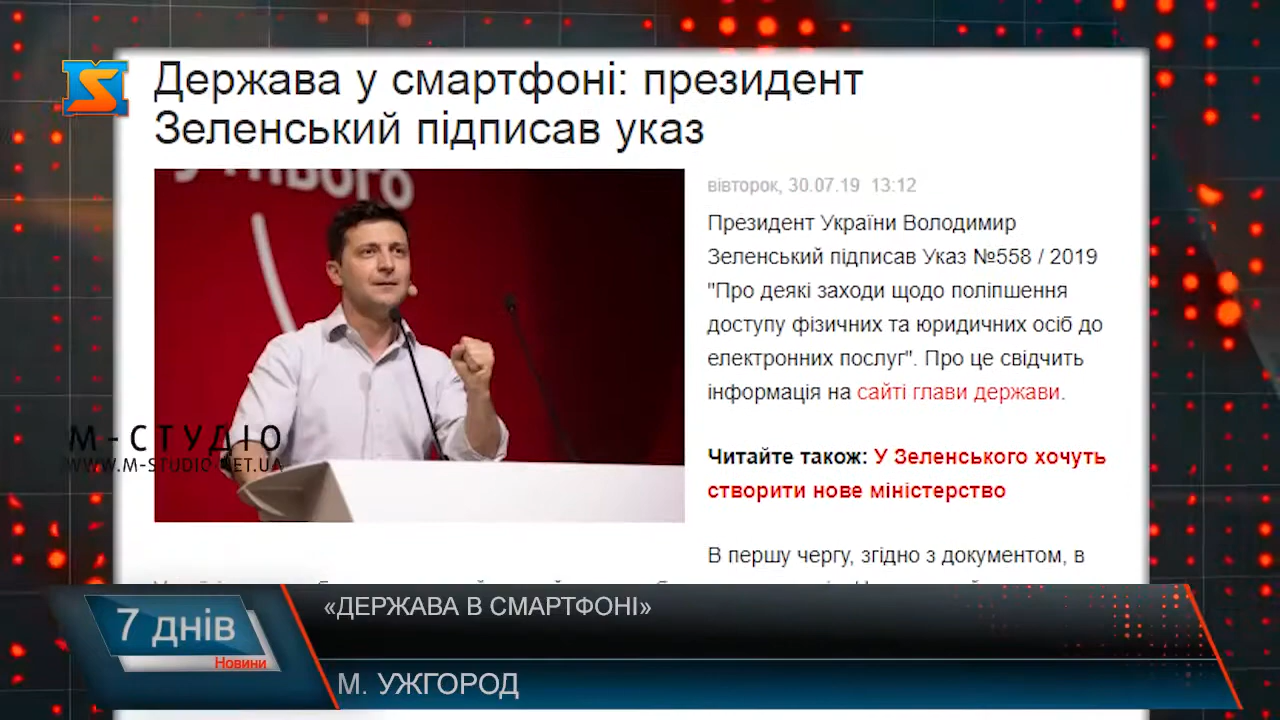 Держава у смартфоні: президент
Зеленський підписав указ
вівторок, 30.07.19 13:12
Президент України Володимир
Зеленський підписав Указ №558 / 2019
"Про деякі заходи щодо поліпшення
доступу фізичних та юридичних осіб до
електронних послуг". Про це свідчить
інформація на сайті глави держави.
Читайте також: У Зеленського хочуть
створити нове міністерство
В першу чергу, згідно з документом, в
М-СТУДІО
WWW.M-STUDIO.NET.UA
7 днів
Новини
«ДЕРЖАВА В СМАРТФОНІ»
М. УЖГОРОД